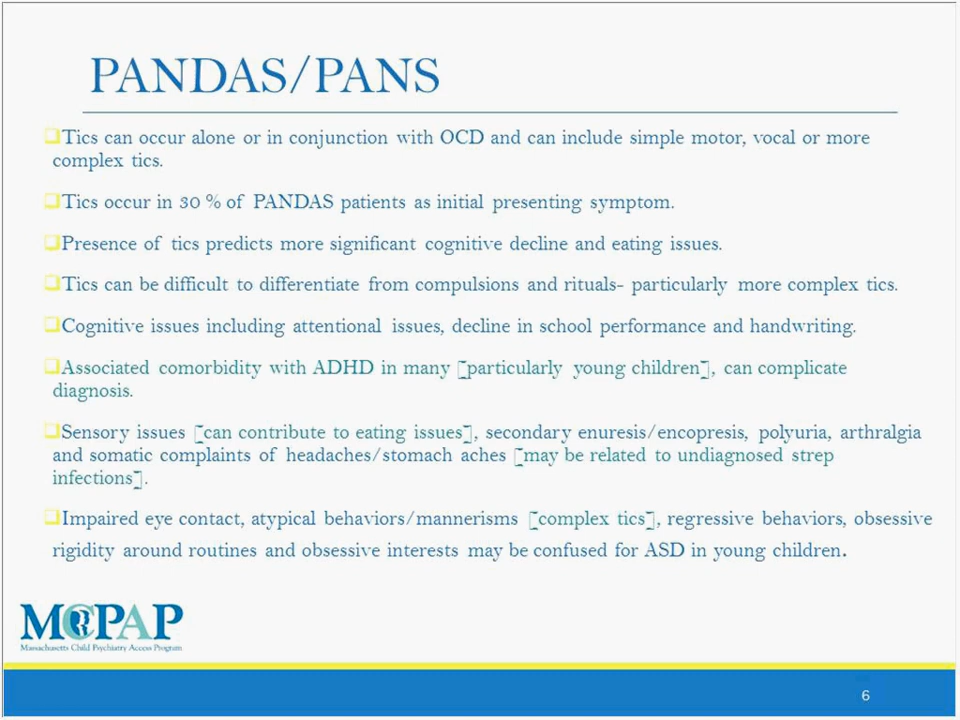 PANDAS/PANS
Tics can occur alone or in conjunction with OCD and can include simple motor, vocal or more
complex tics.
Tics occur in 30 % of PANDAS patients as initial presenting symptom.
Presence of tics predicts more significant cognitive decline and eating issues.
Tics can be difficult to differentiate from compulsions and rituals- particularly more complex tics.
Cognitive issues including attentional issues, decline in school performance and handwriting.
Associated comorbidity with ADHD in many [particularly young children], can complicate
diagnosis.
Sensory issues [can contribute to eating issues], secondary enuresis/encopresis, polyuria, arthralgia
and somatic complaints of headaches/stomach aches [may be related to undiagnosed strep
infections].
Impaired eye contact, atypical behaviors/mannerisms [complex tics], regressive behaviors, obsessive
rigidity around routines and obsessive interests may be confused for ASD in young children.
MCPAP
Massachusetts Child Psychiatry Access Program
6